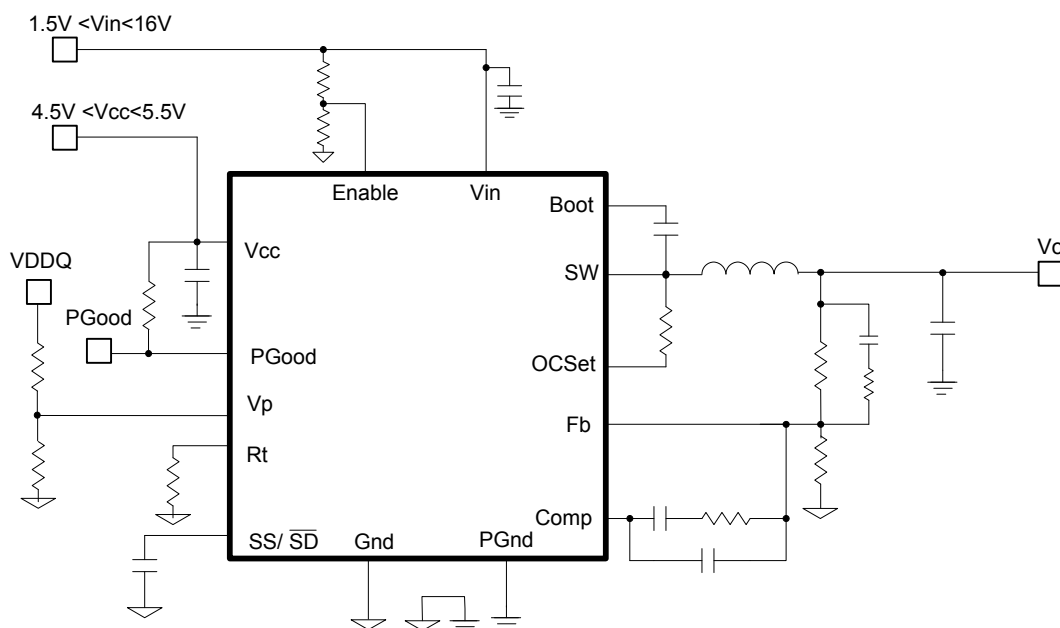 1.5V <Vin<16V
4.5V <Vcc<5.5V
Enable
Vin
Boot
Vcc
VDDQ
SW
Vo
PGood
PGood
OCSet
Vp
Fb
Rt
Comp
SS/ SD
Gnd
PGnd